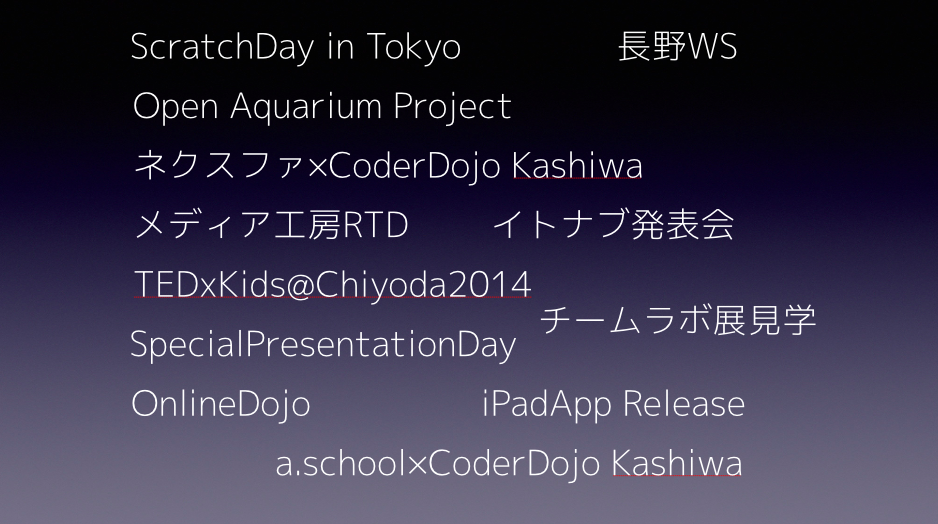 ScratchDay in Tokyo
長野WS
Open Aquarium Project
ネクスファ×CoderDojo Kashiwa
メディア工房RTD
イトナブ発表会
TEDxKids@Chiyoda2014
チームラボ展見学
SpecialPresentationDay
OnlineDojo
iPadApp Release
a.school×CoderDojo Kashiwa